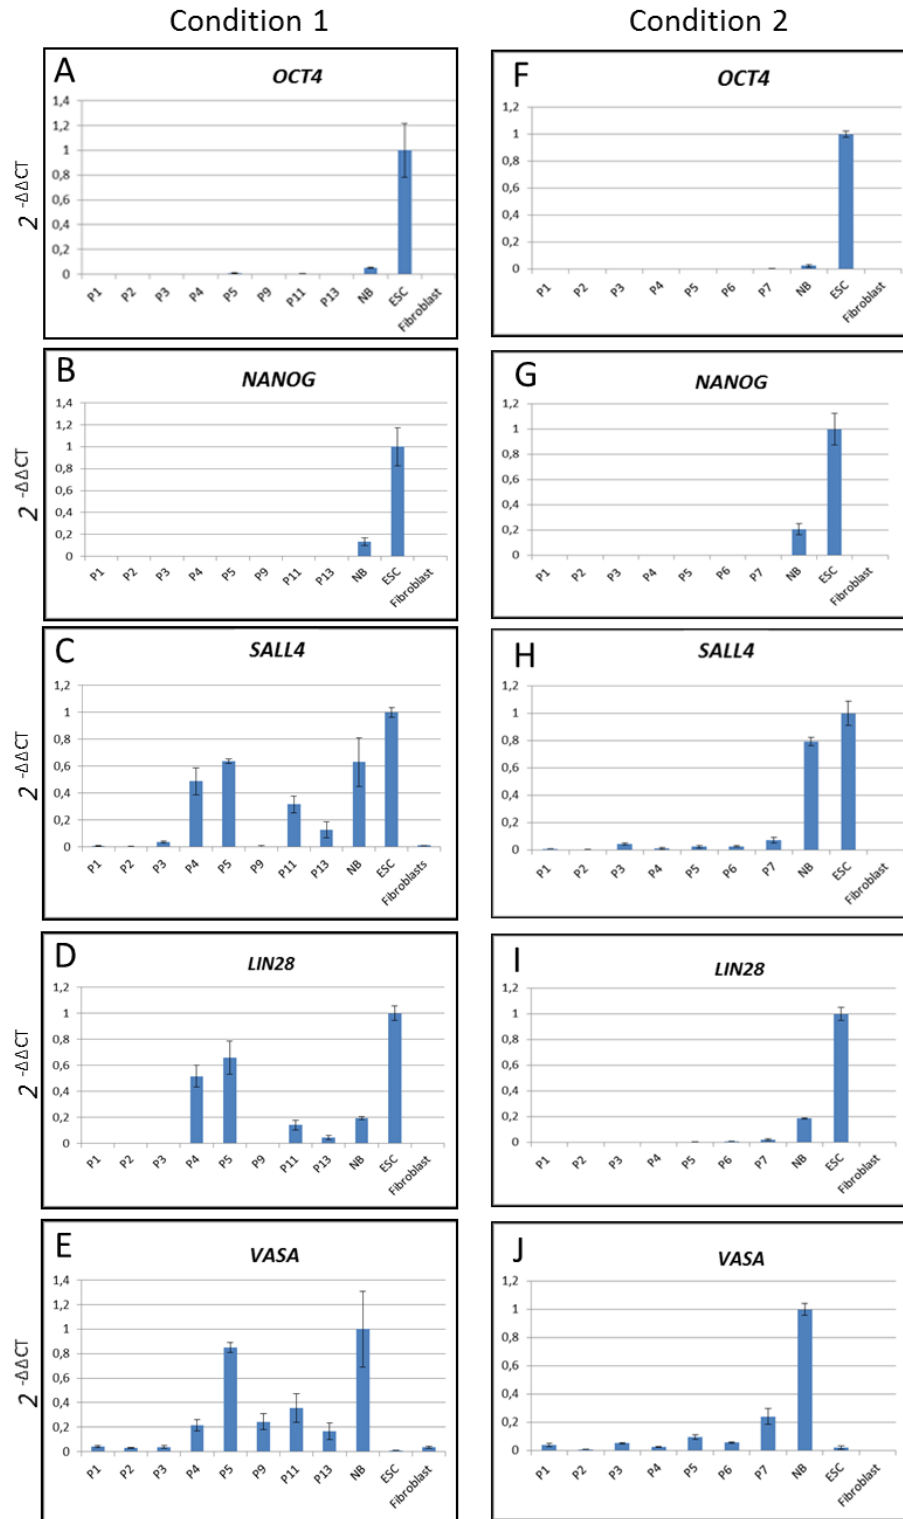 Condition 1
Condition 2
A
OCT4
2 -ΔΔCT
1,4
1,2
1
0,8
0,6
0,4
0,2
0
P1 P2 P3 P4 P5 P9 P11 P13 NB ESC Fibroblast
F
OCT4
1,2
1
0,8
0,6
0,4
0,2
0
P1 P2 P3 P4 P5 P6 P7 NB ESC Fibroblast
B
NANOG
2 -ΔΔCT
1,4
1,2
1
0,8
0,6
0,4
0,2
0
P1 P2 P3 P4 P5 P9 P11 P13 NB ESC Fibroblast
G
NANOG
1,2
1
0,8
0,6
0,4
0,2
0
P1 P2 P3 P4 P5 P6 P7 NB ESC Fibroblast
C
SALL4
2 -ΔΔCT
1,2
1
0,8
0,6
0,4
0,2
0
P1 P2 P3 P4 P5 P9 P11 P13 NB ESC Fibroblasts
H
SALL4
1,2
1
0,8
0,6
0,4
0,2
0
P1 P2 P3 P4 P5 P6 P7 NB ESC Fibroblast
D
LIN28
2 -ΔΔCT
1,2
1
0,8
0,6
0,4
0,2
0
P1 P2 P3 P4 P5 P9 P11 P13 NB ESC Fibroblast
I
LIN28
1,2
1
0,8
0,6
0,4
0,2
0
P1 P2 P3 P4 P5 P6 P7 NB ESC Fibroblast
E
VASA
2 -ΔΔCT
1,4
1,2
1
0,8
0,6
0,4
0,2
0
P1 P2 P3 P4 P5 P9 P11 P13 NB ESC Fibroblast
J
VASA
1,2
1
0,8
0,6
0,4
0,2
0
P1 P2 P3 P4 P5 P6 P7 NB ESC Fibroblast